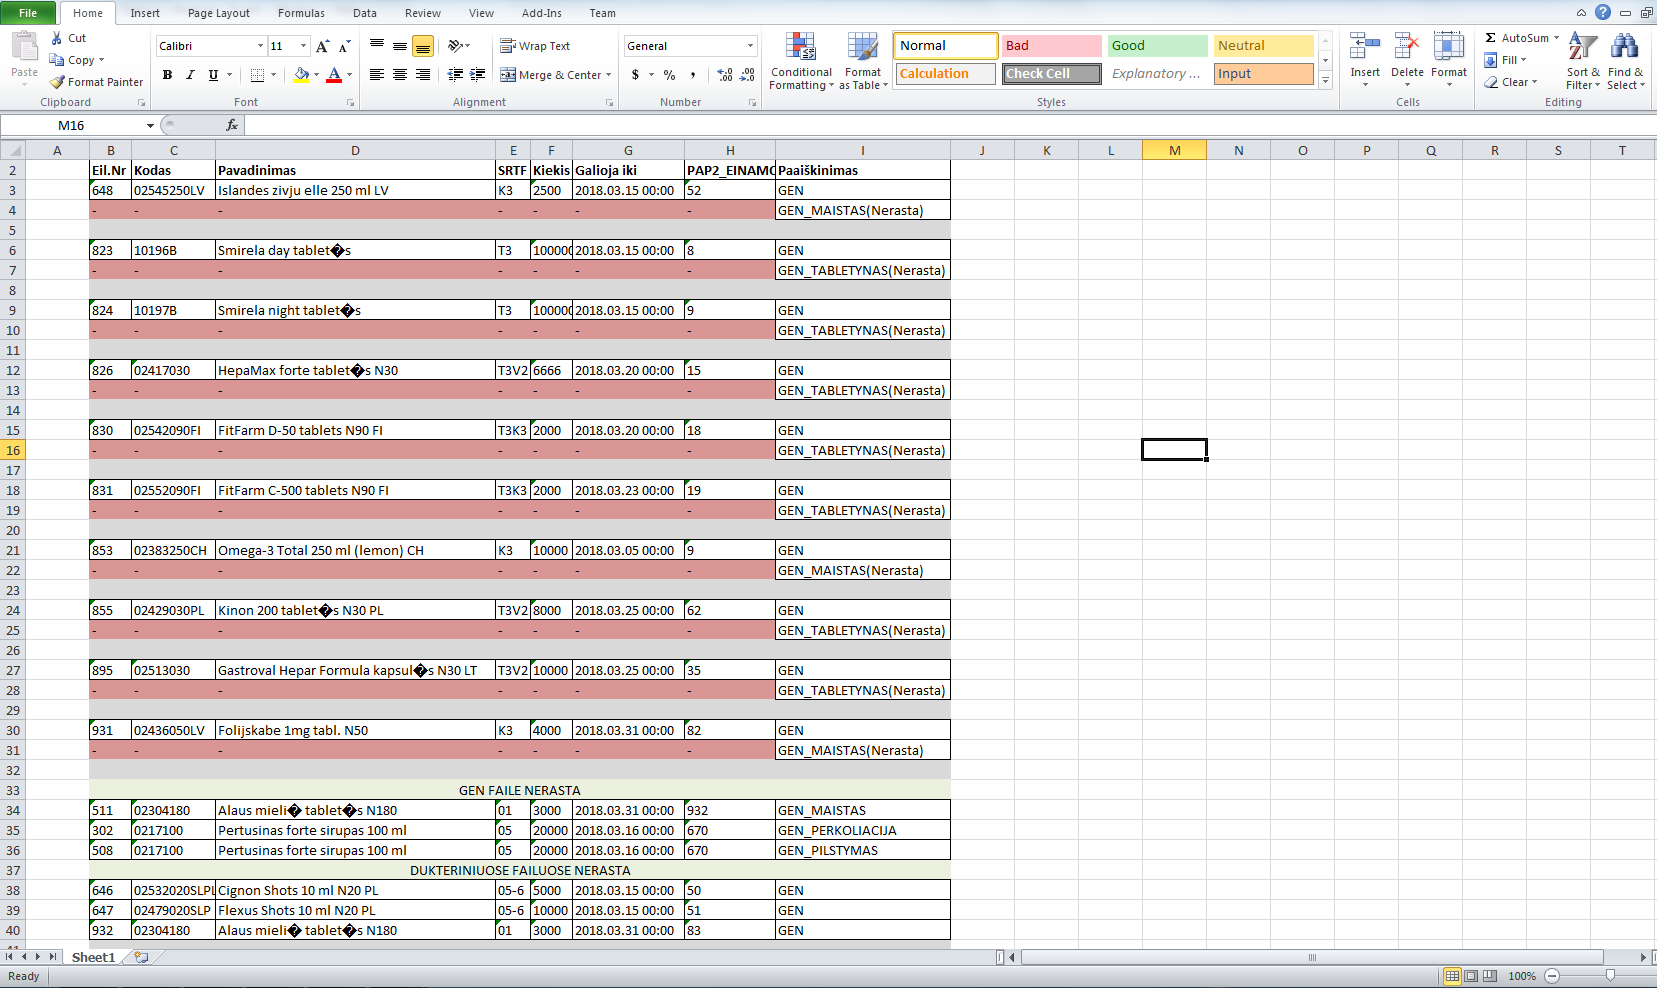 File Home Insert Page Layout Formulas Data Review View Add-Ins Team
Paste
Cut
Copy
Format Painter
Clipboard
Calibri 11
B I U
Font
Wrap Text
Merge & Center
Alignment
General
$ % ,
Number
Conditional Formatting
Format as Table
Normal Bad Good Neutral
Calculation Check Cell Explanatory ... Input
Styles
Insert Delete Format
Cells
Σ AutoSum
Fill
Clear
Sort & Filter
Find & Select
Editing
M16 fx
A B C D E F G H I J K L M N O P Q R S T
2 Eil.Nr Kodas Pavadinimas SRTF Kiekis Galioja iki PAP2_EINAMO Paaiškinimas
3 648 02545250LV Islandes zivju elle 250 ml LV K3 2500 2018.03.15 00:00 52 GEN
4 - - - - - - - GEN_MAISTAS(Nerasta)
5
6 823 10196B Smirela day tablet�s T3 100000 2018.03.15 00:00 8 GEN
7 - - - - - - - GEN_TABLETYNAS(Nerasta)
8
9 824 10197B Smirela night tablet�s T3 100000 2018.03.15 00:00 9 GEN
10 - - - - - - - GEN_TABLETYNAS(Nerasta)
11
12 826 02417030 HepaMax forte tablet�s N30 T3V2 6666 2018.03.20 00:00 15 GEN
13 - - - - - - - GEN_TABLETYNAS(Nerasta)
14
15 830 02542090FI FitFarm D-50 tablets N90 FI T3K3 2000 2018.03.20 00:00 18 GEN
16 - - - - - - - GEN_TABLETYNAS(Nerasta)
17
18 831 02552090FI FitFarm C-500 tablets N90 FI T3K3 2000 2018.03.23 00:00 19 GEN
19 - - - - - - - GEN_TABLETYNAS(Nerasta)
20
21 853 02383250CH Omega-3 Total 250 ml (lemon) CH K3 10000 2018.03.05 00:00 9 GEN
22 - - - - - - - GEN_MAISTAS(Nerasta)
23
24 855 02429030PL Kinon 200 tablet�s N30 PL T3V2 8000 2018.03.25 00:00 62 GEN
25 - - - - - - - GEN_TABLETYNAS(Nerasta)
26
27 895 02513030 Gastroval Hepar Formula kapsul�s N30 LT T3V2 10000 2018.03.25 00:00 35 GEN
28 - - - - - - - GEN_TABLETYNAS(Nerasta)
29
30 931 02436050LV Folijskabe 1mg tabl. N50 K3 4000 2018.03.31 00:00 82 GEN
31 - - - - - - - GEN_MAISTAS(Nerasta)
32
33 GEN FAILE NERASTA
34 511 02304180 Alaus mieli� tablet�s N180 01 3000 2018.03.31 00:00 932 GEN_MAISTAS
35 302 0217100 Pertusinas forte sirupas 100 ml 05 20000 2018.03.16 00:00 670 GEN_PERKOLIACIJA
36 508 0217100 Pertusinas forte sirupas 100 ml 05 20000 2018.03.16 00:00 670 GEN_PILSTYMAS
37 DUKTERINIUOSE FAILUOSE NERASTA
38 646 02532020SLPL Cignon Shots 10 ml N20 PL 05-6 5000 2018.03.15 00:00 50 GEN
39 647 02479020SLP Flexus Shots 10 ml N20 PL 05-6 10000 2018.03.15 00:00 51 GEN
40 932 02304180 Alaus mieli� tablet�s N180 01 3000 2018.03.31 00:00 83 GEN
Sheet1
Ready 100%